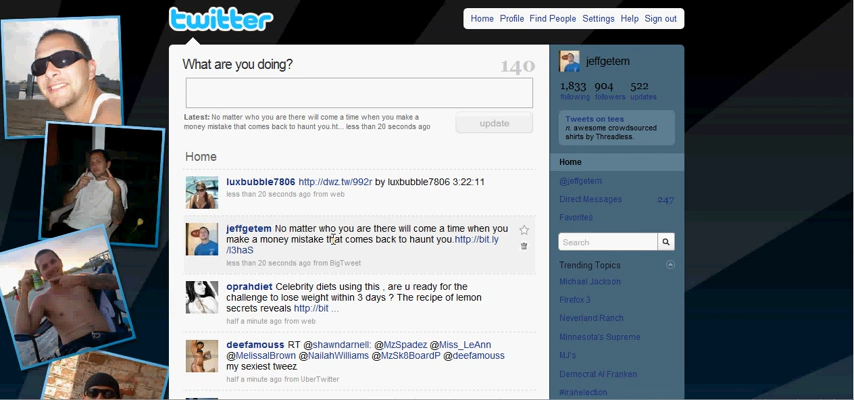 twitter
Home Profile Find People Settings Help Sign out
What are you doing?
140
Latest: No matter who you are there will come a time when you make a
money mistake that comes back to haunt you.ht... less than 20 seconds ago
update
Home
luxbubble7806 http://dwz.tw/992r by luxbubble7806 3:22:11
less than 20 seconds ago from web
jeffgetem No matter who you are there will come a time when you
make a money mistake that comes back to haunt you.http://bit.ly
/l3haS
less than 20 seconds ago from BigTweet
oprahdiet Celebrity diets using this , are u ready for the
challenge to lose weight within 3 days ? The recipe of lemon
secrets reveals http://bit ...
half a minute ago from web
deefamouss RT @shawndarnell: @MzSpadez @Miss_LeAnn
@MelissalBrown @NailahWilliams @MzSk8BoardP @deefamouss
my sexiest tweez
half a minute ago from UberTwitter
jeffgetem
1,833 904 522
following followers updates
Tweets on tees
n. awesome crowdsourced
shirts by Threadless.
Home
@jeffgetem
Direct Messages 247
Favorites
Search
Trending Topics
Michael Jackson
Firefox 3
Neverland Ranch
Minnesota's Supreme
MJ's
Democrat Al Franken
#iranelection